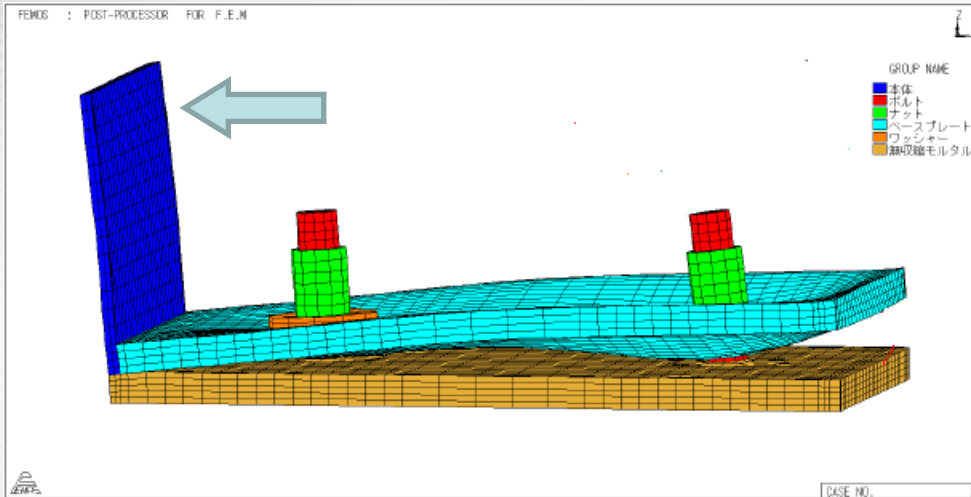 FEMOS : POST-PROCESSOR FOR F.E.M
Z
GROUP NAME
本体
ボルト
ナット
ベースプレート
ワッシャー
無収縮モルタル
CASE NO.